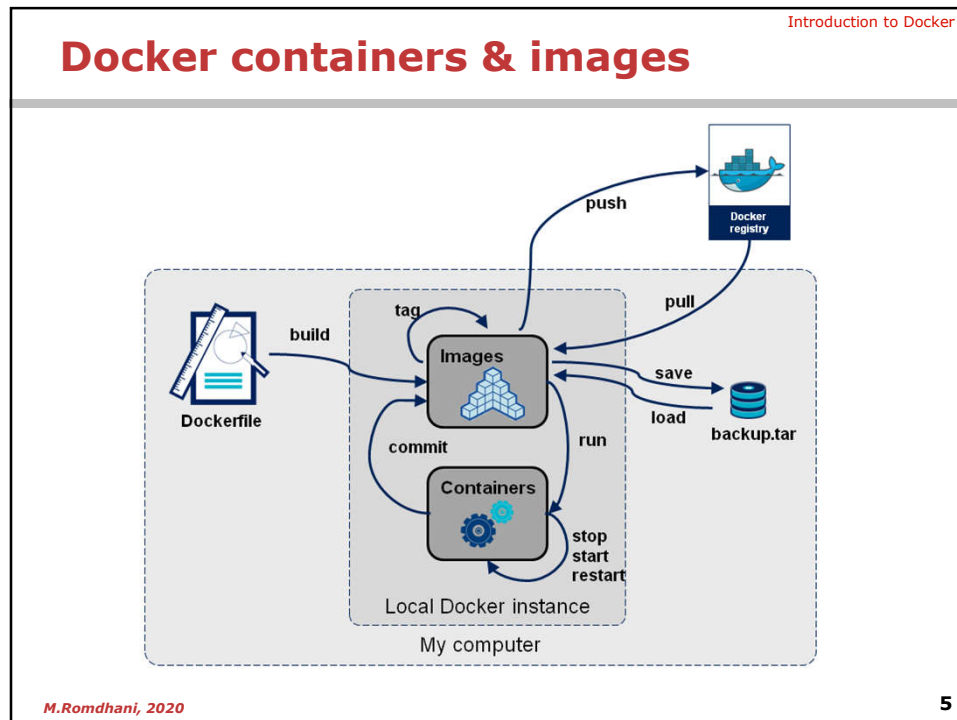 Introduction to Docker
Docker containers & images
Docker
registry
push
pull
tag
build
Images
save
load
backup.tar
Dockerfile
commit
run
Containers
stop
start
restart
Local Docker instance
My computer
M.Romdhani, 2020
5